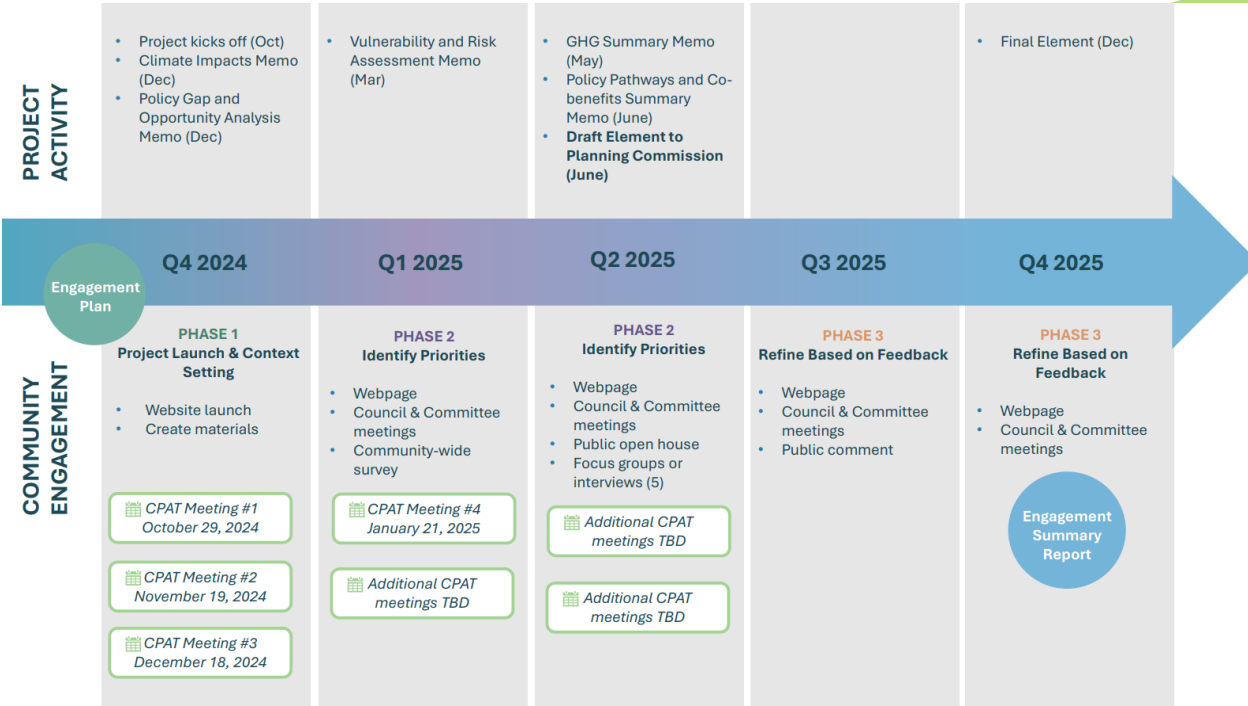 PROJECT
ACTIVITY
• Project kicks off (Oct)
• Climate Impacts Memo
(Dec)
• Policy Gap and
Opportunity Analysis
Memo (Dec)
• Vulnerability and Risk
Assessment Memo
(Mar)
• GHG Summary Memo
(May)
• Policy Pathways and Co-
benefits Summary
Memo (June)
• Draft Element to
Planning Commission
(June)
• Final Element (Dec)
Engagement
Plan
Q4 2024
Q1 2025
Q2 2025
Q3 2025
Q4 2025
COMMUNITY
ENGAGEMENT
PHASE 1
Project Launch & Context
Setting
• Website launch
• Create materials
CPAT Meeting #1
October 29, 2024
CPAT Meeting #2
November 19, 2024
CPAT Meeting #3
December 18, 2024
PHASE 2
Identify Priorities
• Webpage
• Council & Committee
meetings
• Community-wide
survey
CPAT Meeting #4
January 21, 2025
Additional CPAT
meetings TBD
PHASE 2
Identify Priorities
• Webpage
• Council & Committee
meetings
• Public open house
• Focus groups or
interviews (5)
Additional CPAT
meetings TBD
Additional CPAT
meetings TBD
PHASE 3
Refine Based on Feedback
• Webpage
• Council & Committee
meetings
• Public comment
PHASE 3
Refine Based on
Feedback
• Webpage
• Council & Committee
meetings
Engagement
Summary
Report